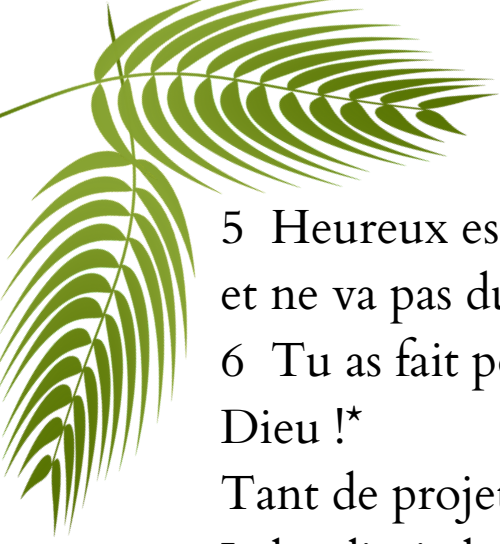 5 Heureux es
et ne va pas du
6 Tu as fait p
Dieu !*
Tant de projet